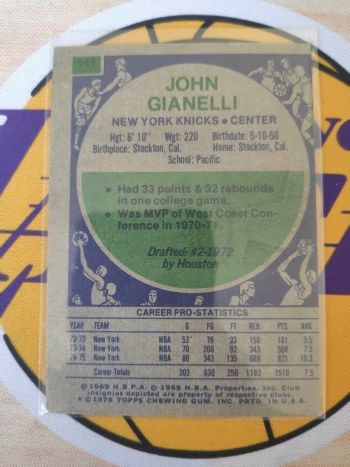 141
JOHN
GIANELLI
NEW YORK KNICKS • CENTER
Hgt: 6' 10" Wgt: 220 Birthdate: 6-10-50
Birthplace: Stockton, Cal. Home: Stockton, Cal.
School: Pacific
• Had 33 points & 32 rebounds
in one college game.
• Was MVP of West Coast Con-
ference in 1970-71.
Drafted: #2-1972
by Houston
CAREER PRO-STATISTICS
YEAR TEAM G FG FT REB PTS AVG
72-73 New York NBA 52 79 23 150 181 3.5
73-74 New York NBA 70 208 92 343 508 7.3
74-75 New York NBA 80 343 135 689 821 10.3
Career Totals 202 630 250 1182 1510 7.5
© 1969 N.B.P.A. © 1969 N.B.A. Properties, Inc. Club
insignias depicted are property of respective clubs.
* © 1975 TOPPS CHEWING GUM, INC. PRTD. IN U.S.A.